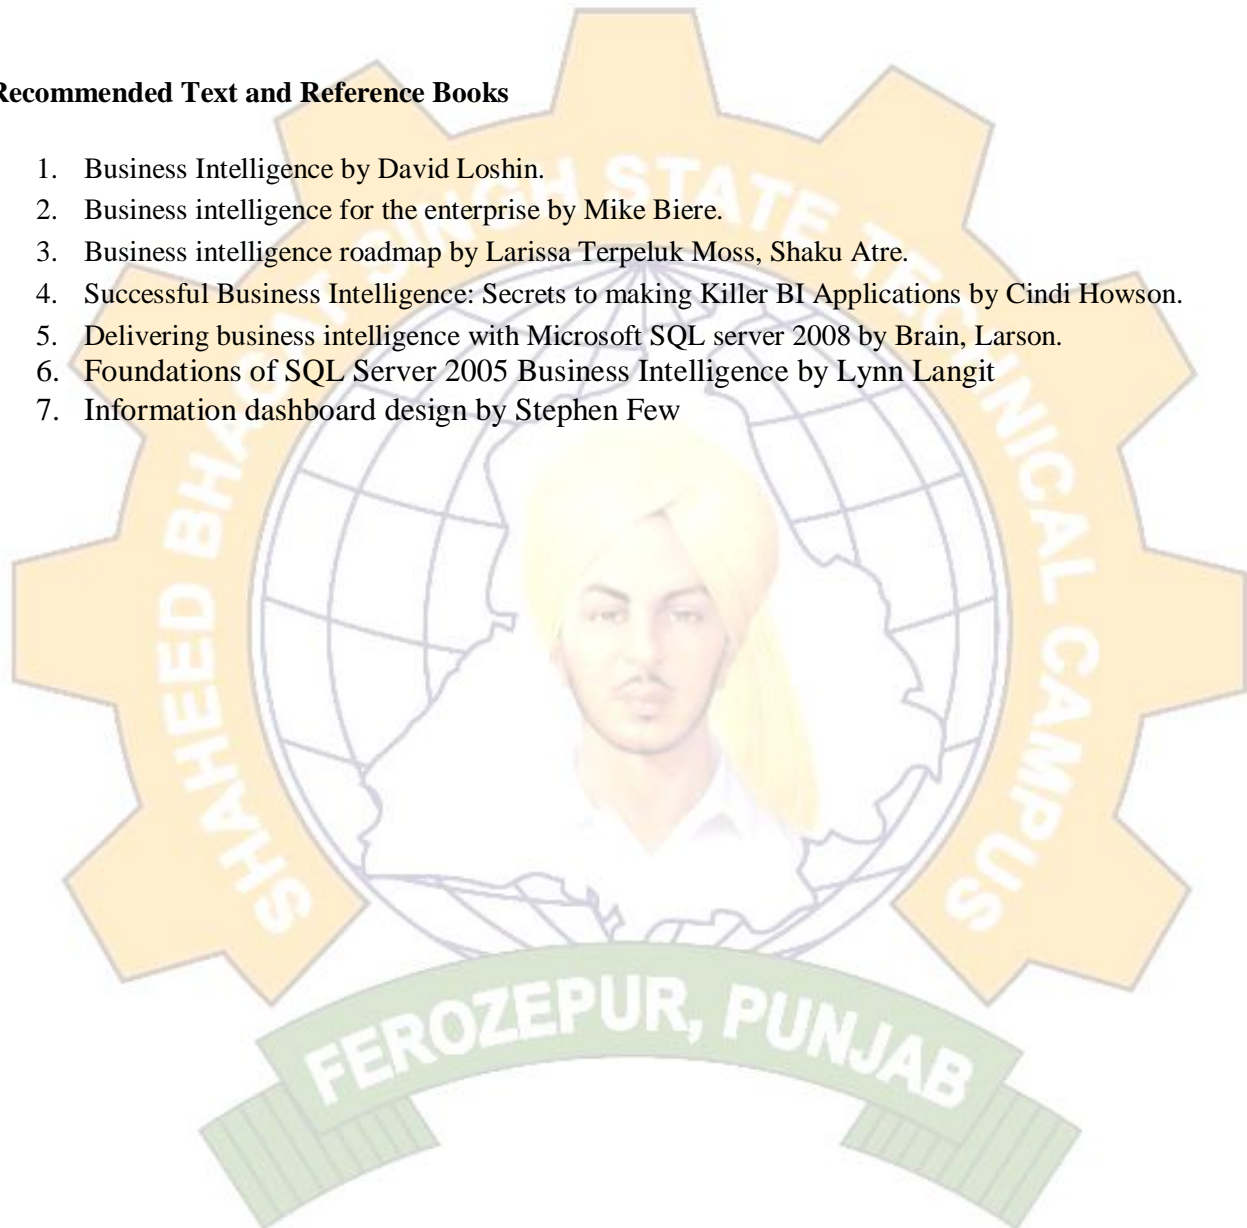 Recommended Text and Reference Books
1. Business Intelligence by David Loshin.
2. Business intelligence for the enterprise by Mike Biere.
3. Business intelligence roadmap by Larissa Terpeluk Moss, Shaku Atre.
4. Successful Business Intelligence: Secrets to making Killer BI Applications by Cindi Howson.
5. Delivering business intelligence with Microsoft SQL server 2008 by Brain, Larson.
6. Foundations of SQL Server 2005 Business Intelligence by Lynn Langit
7. Information dashboard design by Stephen Few
SHAHEED BHAGAT SINGH STATE TECHNICAL CAMPUS
FEROZEPUR, PUNJAB